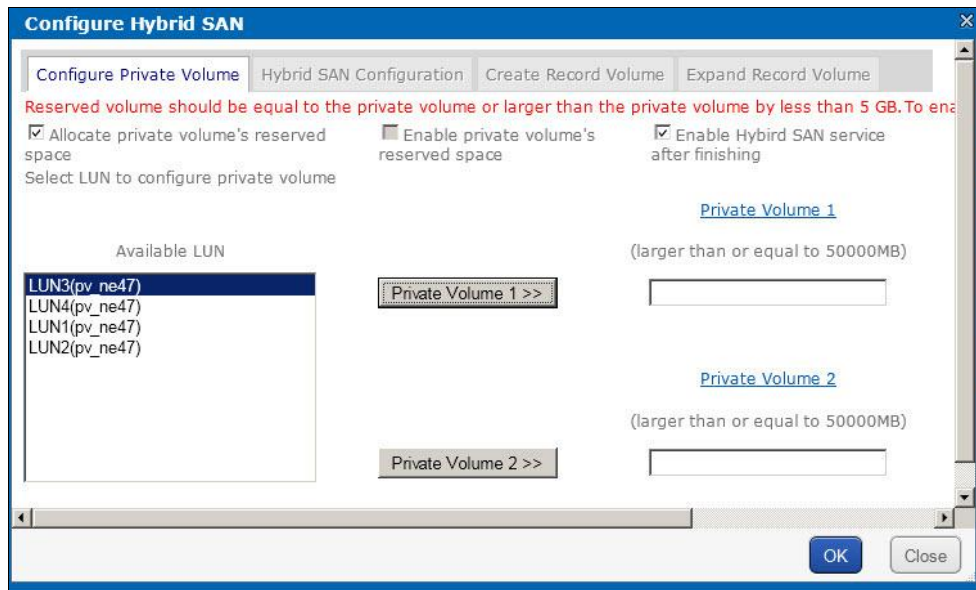 Configure Hybrid SAN
Configure Private Volume
Hybrid SAN Configuration
Create Record Volume
Expand Record Volume
Reserved volume should be equal to the private volume or larger than the private volume by less than 5 GB. To ena
Allocate private volume's reserved
space
Enable private volume's
reserved space
Enable Hybird SAN service
after finishing
Select LUN to configure private volume
Private Volume 1
Available LUN
(larger than or equal to 50000MB)
LUN3(pv_ne47)
LUN4(pv_ne47)
LUN1(pv_ne47)
LUN2(pv_ne47)
Private Volume 1 >>
Private Volume 2
(larger than or equal to 50000MB)
Private Volume 2 >>
OK
Close